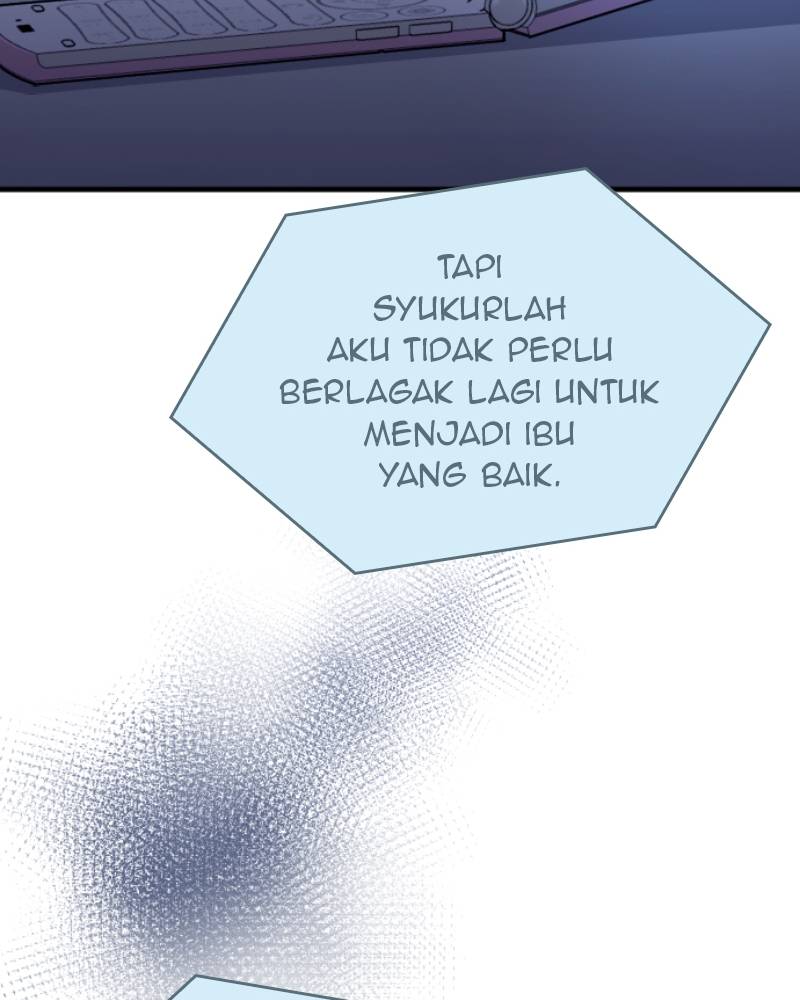 TAPI
SYUKURLAH
AKU TIDAK PERLU
BERLAGAK LAGI UNTUK
MENJADI IBU
YANG BAIK.